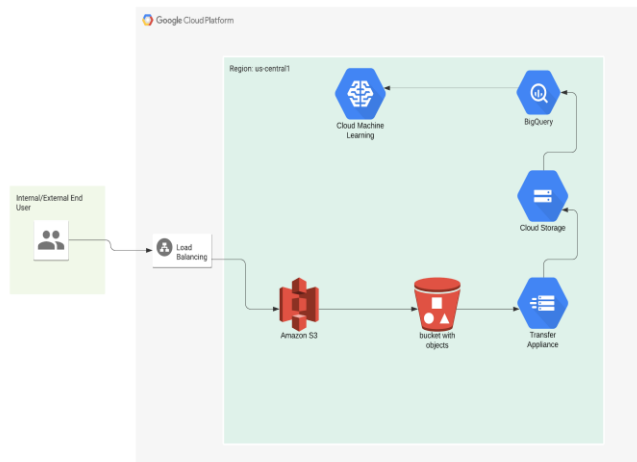 Google Cloud Platform
Region: us-central1
Cloud Machine
Learning
BigQuery
Internal/External End
User
Cloud Storage
Load
Balancing
Amazon S3
bucket with
objects
Transfer
Appliance